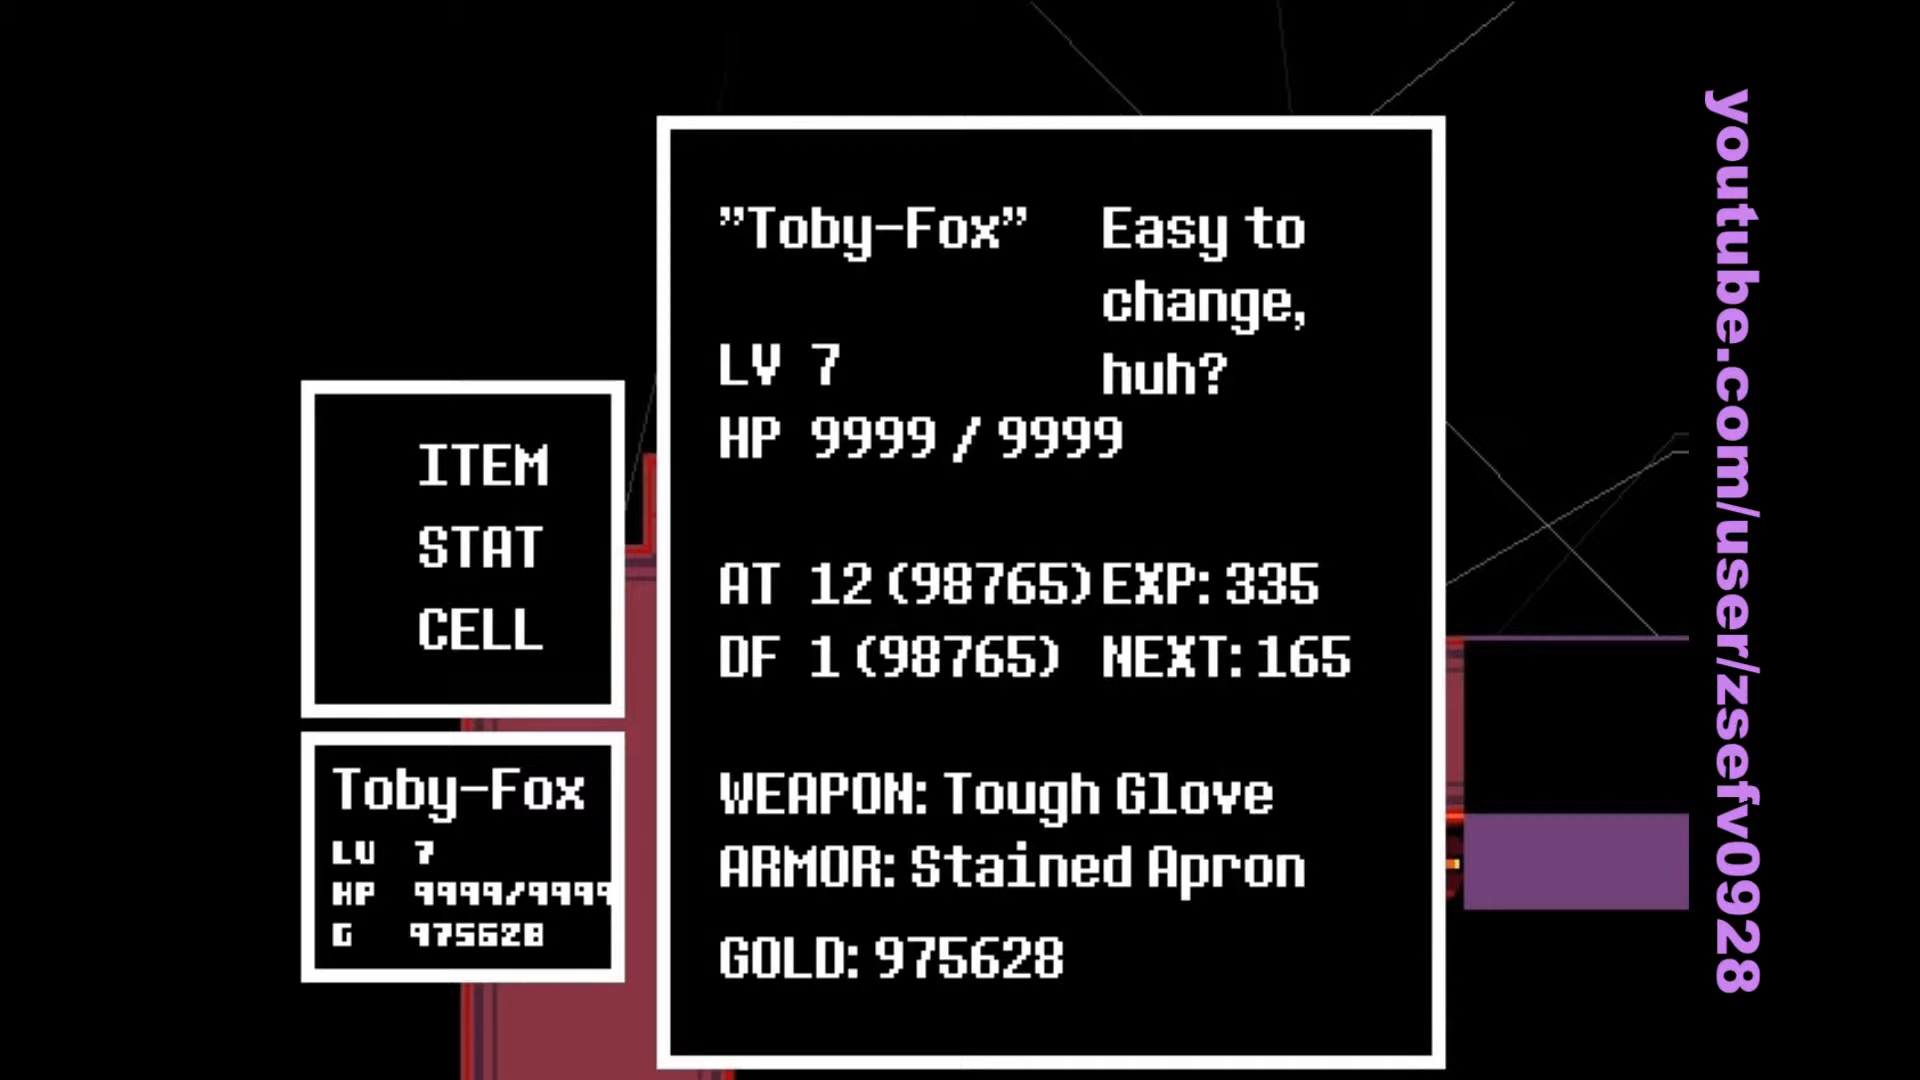 "Toby-Fox"
Easy to
change,
huh?
LV 7
HP 9999 / 9999
AT 12 (98765) EXP: 335
DF 1 (98765) NEXT: 165
WEAPON: Tough Glove
ARMOR: Stained Apron
GOLD: 975628
ITEM
STAT
CELL
Toby-Fox
LV 7
HP 9999/9999
G 975628
youtube.com/user/zsefv0928